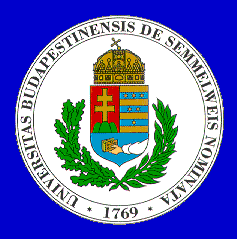 UNIVERSITAS BUDAPESTINENSIS DE SEMMELWEIS NOMINATA
* 1769 *